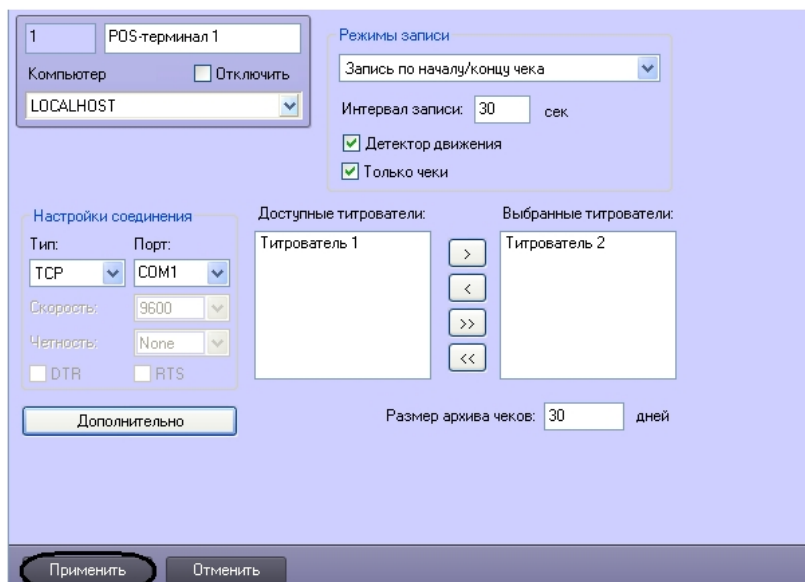 1 POS-терминал 1
Компьютер Отключить
LOCALHOST
Режимы записи
Запись по началу/концу чека
Интервал записи: 30 сек
Детектор движения
Только чеки
Настройки соединения
Тип: Порт:
TCP COM1
Скорость: 9600
Четность: None
DTR RTS
Дополнительно
Доступные титрователи:
Титрователь 1
>
<
>>
<<
Выбранные титрователи:
Титрователь 2
Размер архива чеков: 30 дней
Применить Отменить